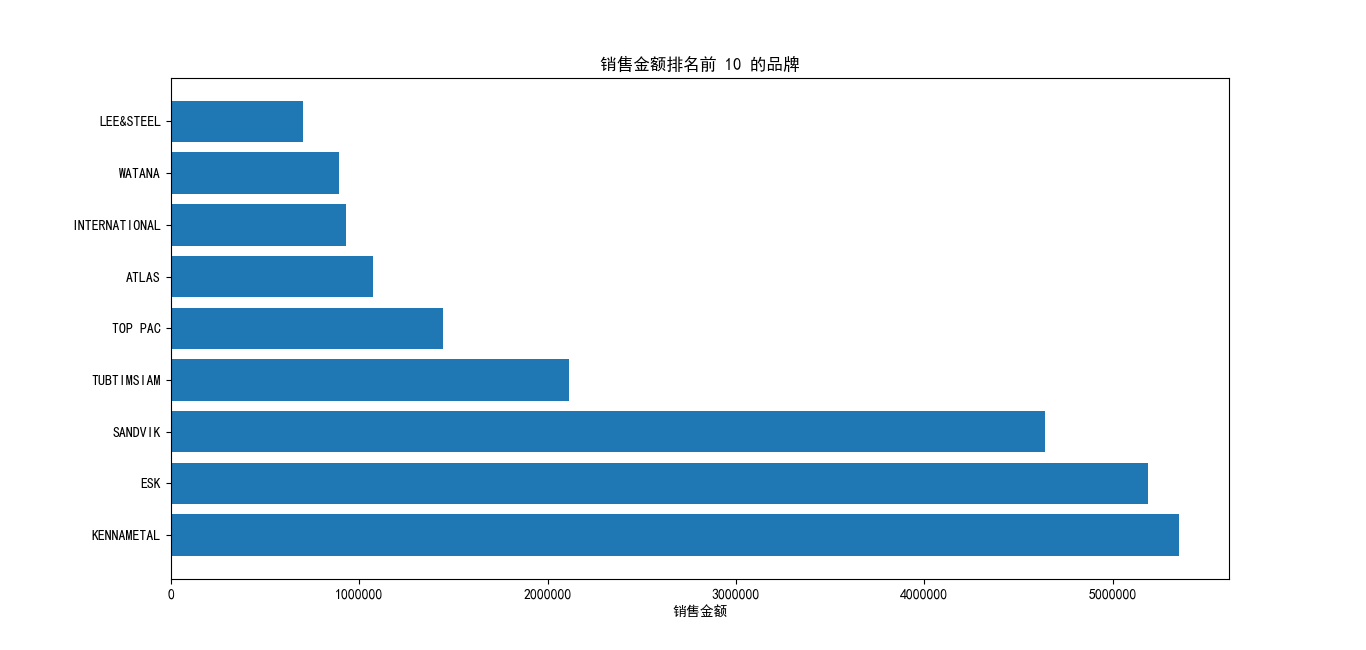 销售金额排名前 10 的品牌
LEE&STEEL
WATANA
INTERNATIONAL
ATLAS
TOP PAC
TUBTIMSIAM
SANDVIK
ESK
KENNAMETAL
0 1000000 2000000 3000000 4000000 5000000
销售金额